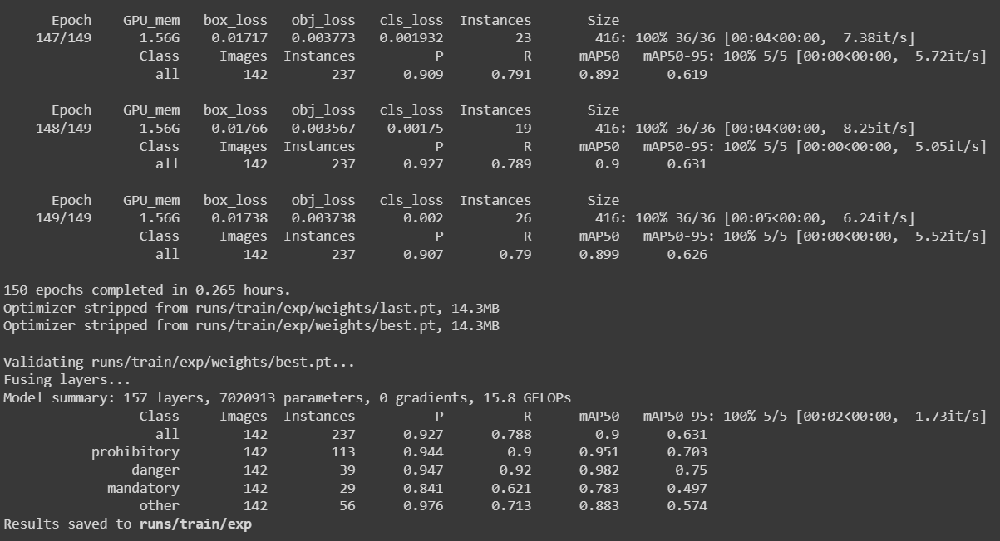 Epoch GPU_mem box_loss obj_loss cls_loss Instances Size
147/149 1.56G 0.01717 0.003773 0.001932 23 416: 100% 36/36 [00:04<00:00, 7.38it/s]
Class Images Instances P R mAP50 mAP50-95: 100% 5/5 [00:00<00:00, 5.72it/s]
all 142 237 0.909 0.791 0.892 0.619
Epoch GPU_mem box_loss obj_loss cls_loss Instances Size
148/149 1.56G 0.01766 0.003567 0.00175 19 416: 100% 36/36 [00:04<00:00, 8.25it/s]
Class Images Instances P R mAP50 mAP50-95: 100% 5/5 [00:00<00:00, 5.05it/s]
all 142 237 0.927 0.789 0.9 0.631
Epoch GPU_mem box_loss obj_loss cls_loss Instances Size
149/149 1.56G 0.01738 0.003738 0.002 26 416: 100% 36/36 [00:05<00:00, 6.24it/s]
Class Images Instances P R mAP50 mAP50-95: 100% 5/5 [00:00<00:00, 5.52it/s]
all 142 237 0.907 0.79 0.899 0.626
150 epochs completed in 0.265 hours.
Optimizer stripped from runs/train/exp/weights/last.pt, 14.3MB
Optimizer stripped from runs/train/exp/weights/best.pt, 14.3MB
Validating runs/train/exp/weights/best.pt...
Fusing layers...
Model summary: 157 layers, 7020913 parameters, 0 gradients, 15.8 GFLOPs
Class Images Instances P R mAP50 mAP50-95: 100% 5/5 [00:02<00:00, 1.73it/s]
all 142 237 0.927 0.788 0.9 0.631
prohibitory 142 113 0.944 0.9 0.951 0.703
danger 142 39 0.947 0.92 0.982 0.75
mandatory 142 29 0.841 0.621 0.783 0.497
other 142 56 0.976 0.713 0.883 0.574
Results saved to runs/train/exp